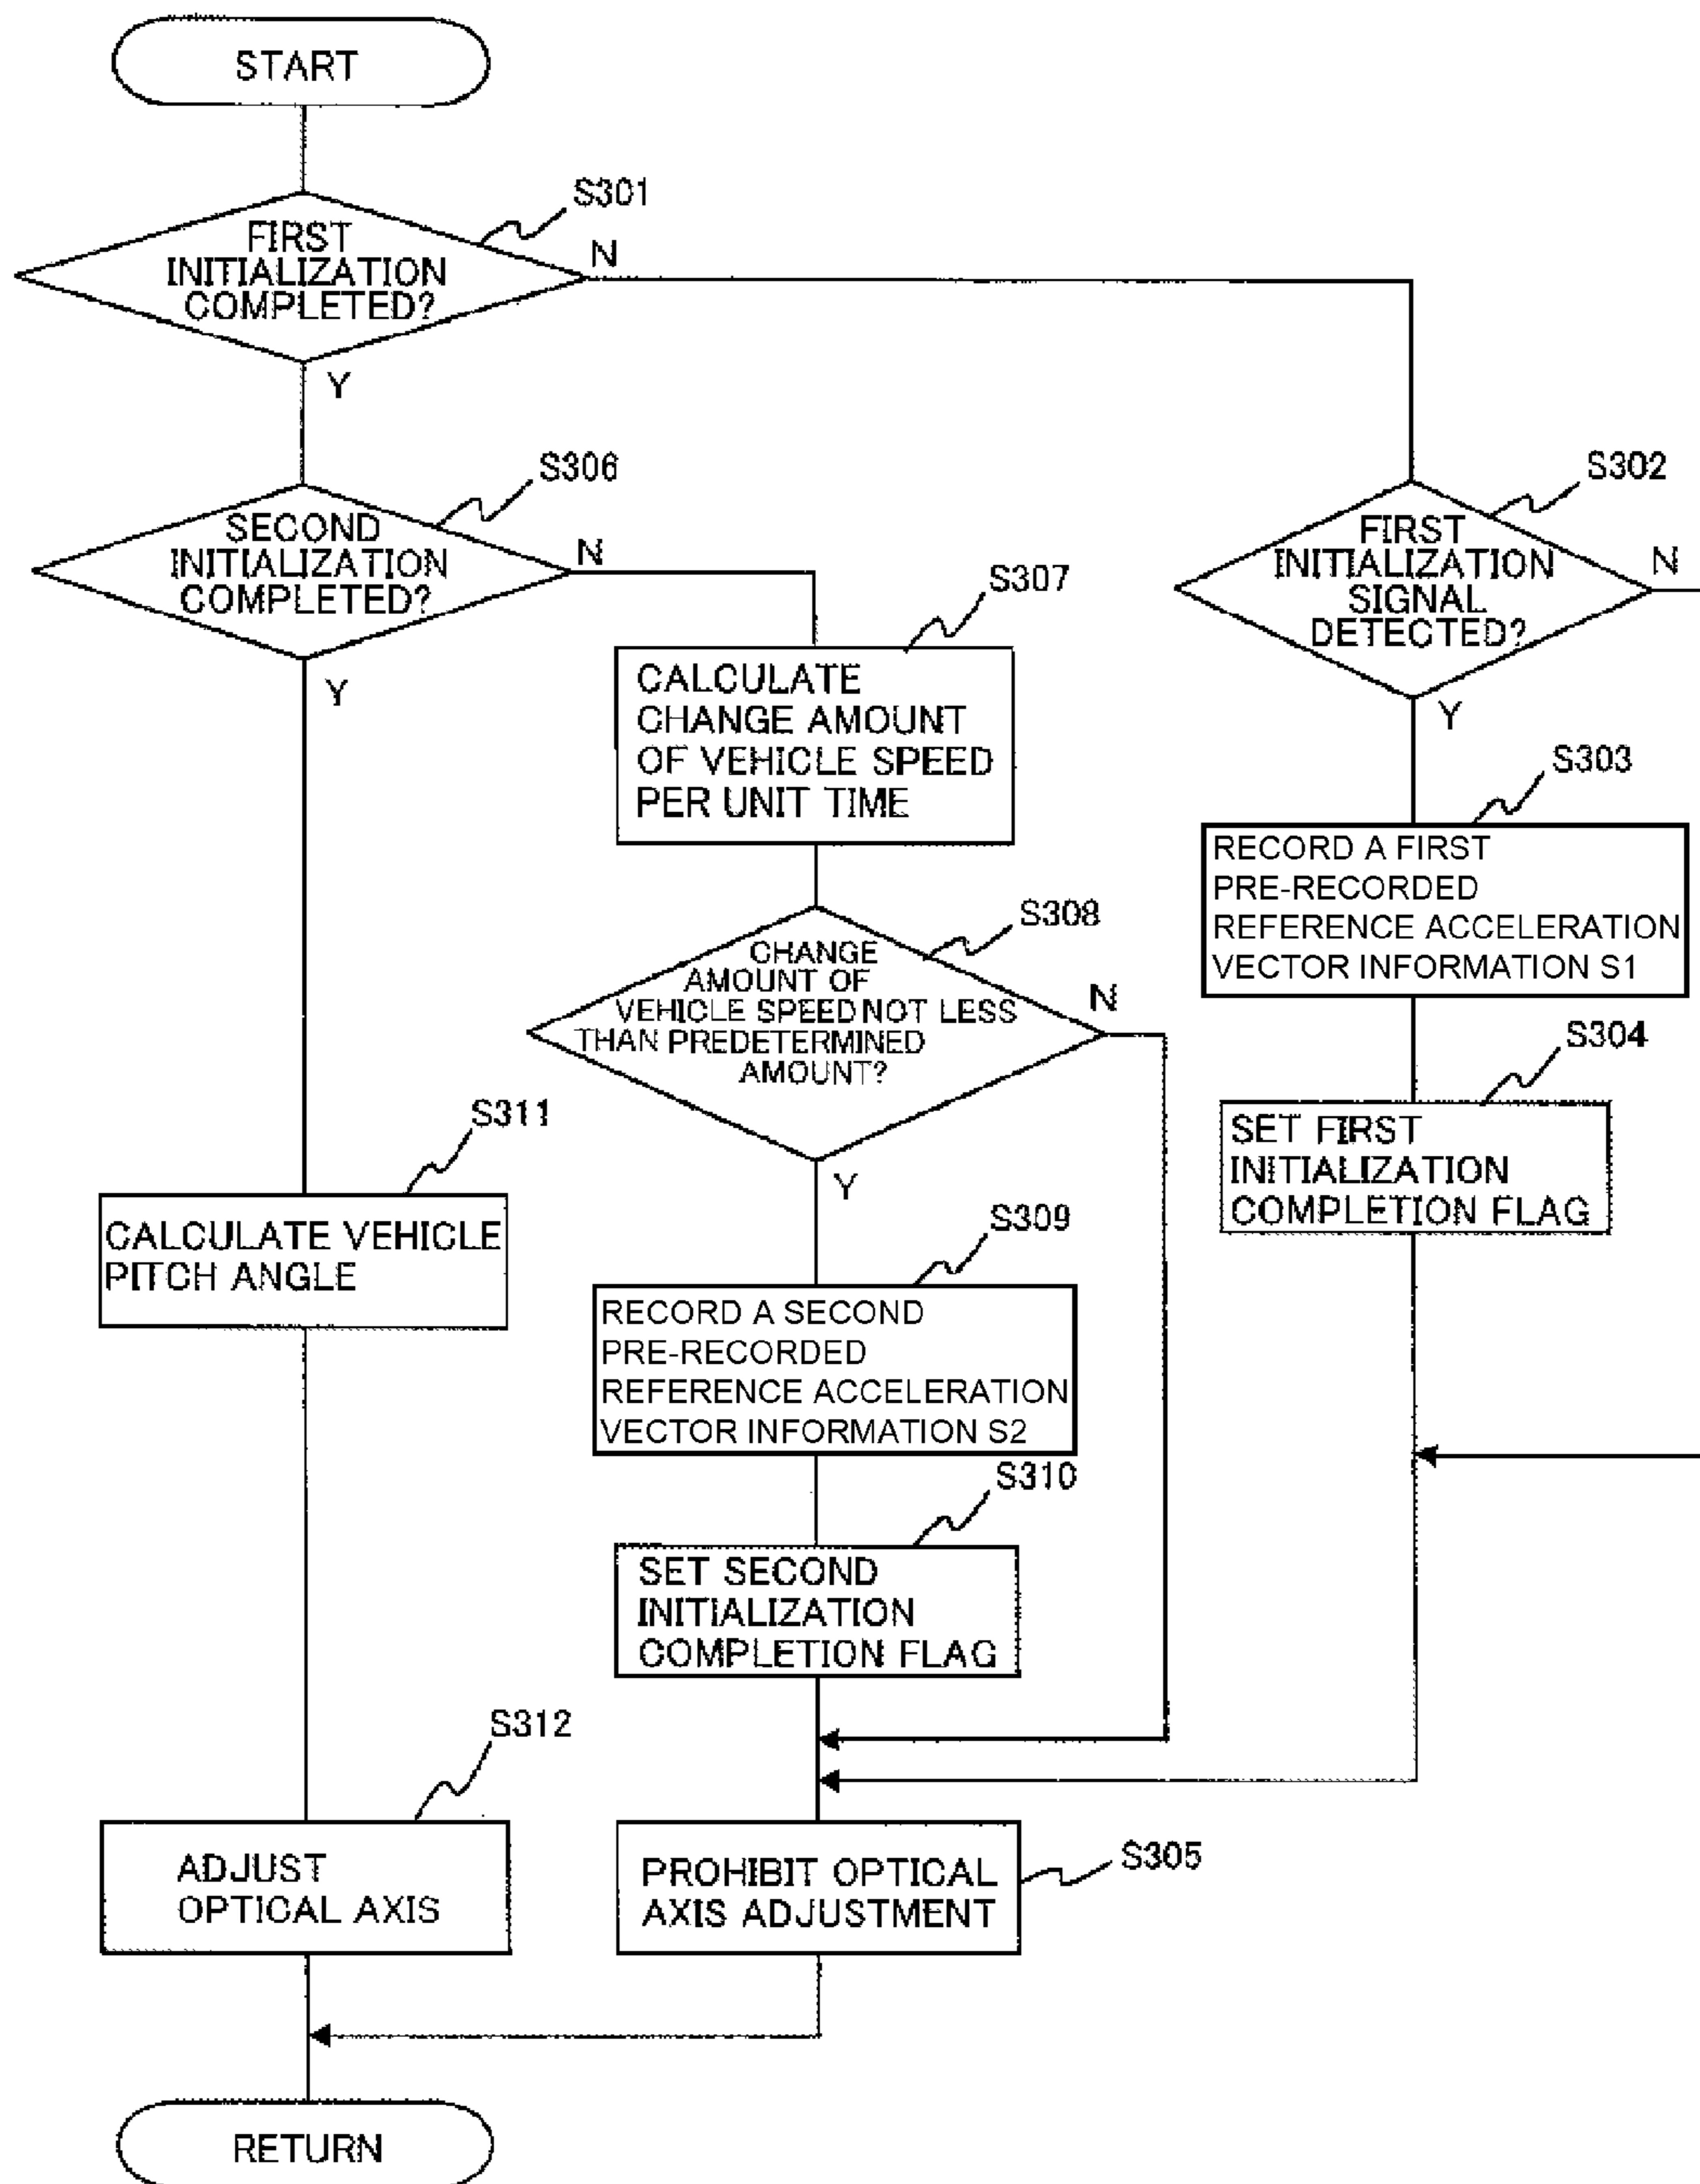 START
S301
FIRST
INITIALIZATION
COMPLETED?
N
Y
S306
SECOND
INITIALIZATION
COMPLETED?
N
Y
S302
FIRST
INITIALIZATION
SIGNAL
DETECTED?
N
Y
S307
CALCULATE
CHANGE AMOUNT
OF VEHICLE SPEED
PER UNIT TIME
S303
RECORD A FIRST
PRE-RECORDED
REFERENCE ACCELERATION
VECTOR INFORMATION S1
S308
CHANGE
AMOUNT OF
VEHICLE SPEED NOT LESS
THAN PREDETERMINED
AMOUNT?
N
Y
S304
SET FIRST
INITIALIZATION
COMPLETION FLAG
S311
CALCULATE VEHICLE
PITCH ANGLE
S309
RECORD A SECOND
PRE-RECORDED
REFERENCE ACCELERATION
VECTOR INFORMATION S2
S310
SET SECOND
INITIALIZATION
COMPLETION FLAG
S312
ADJUST
OPTICAL AXIS
S305
PROHIBIT OPTICAL
AXIS ADJUSTMENT
RETURN